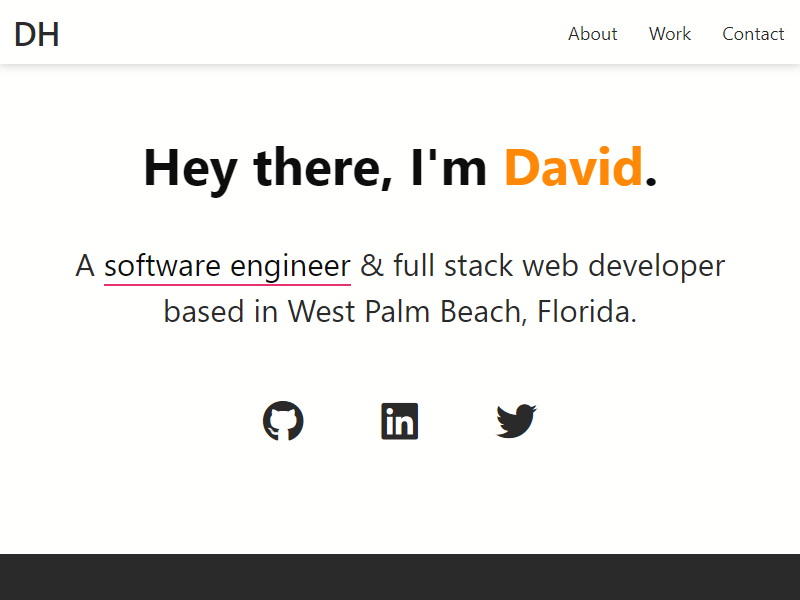 DH
About Work Contact
Hey there, I'm David.
A software engineer & full stack web developer
based in West Palm Beach, Florida.
in